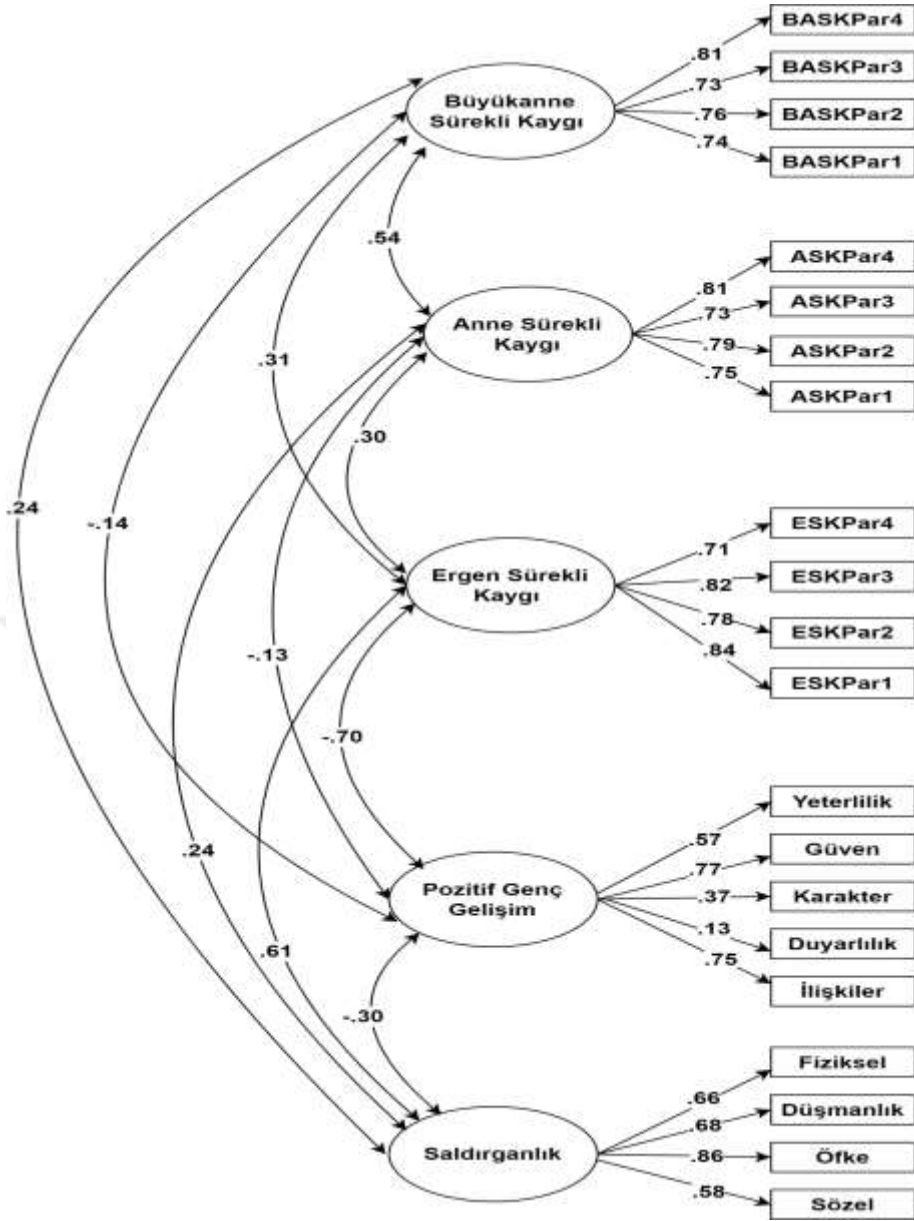 BASKPar4
.81
BASKPar3
.73
Büyükanne
Sürekli Kaygı
.76
BASKPar2
.74
BASKPar1
.54
ASKPar4
.81
ASKPar3
.73
Anne Sürekli
Kaygı
.79
ASKPar2
.75
ASKPar1
.31
.30
.24
-.14
ESKPar4
.71
ESKPar3
.82
Ergen Sürekli
Kaygı
.78
ESKPar2
.84
ESKPar1
-.13
-.70
Yeterlilik
.57
Güven
.77
Pozitif Genç
Gelişim
.37
Karakter
.13
Duyarlılık
.75
İlişkiler
.24
.61
-.30
Fiziksel
.66
Düşmanlık
.68
Saldırganlık
.86
Öfke
.58
Sözel